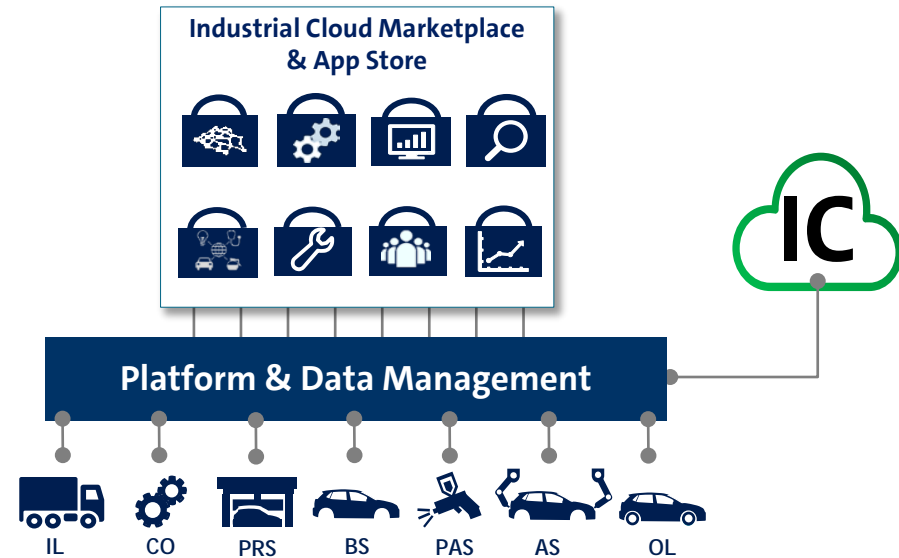 Industrial Cloud Marketplace
& App Store
IC
Platform & Data Management
IL
CO
PRS
BS
PAS
AS
OL